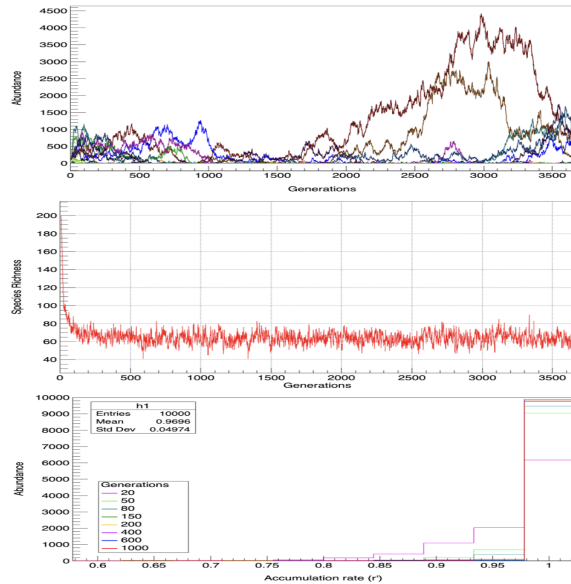 4500
4000
3500
3000
2500
2000
1500
1000
500
0
Abundance
0 500 1000 1500 2000 2500 3000 3500
Generations
200
180
160
140
120
100
80
60
40
Species Richness
0 500 1000 1500 2000 2500 3000 3500
Generations
10000
9000
8000
7000
6000
5000
4000
3000
2000
1000
0
Abundance
h1
Entries 10000
Mean 0.9696
Std Dev 0.04974
Generations
20
50
80
150
200
400
600
1000
0.6 0.65 0.7 0.75 0.8 0.85 0.9 0.95 1
Accumulation rate (r')